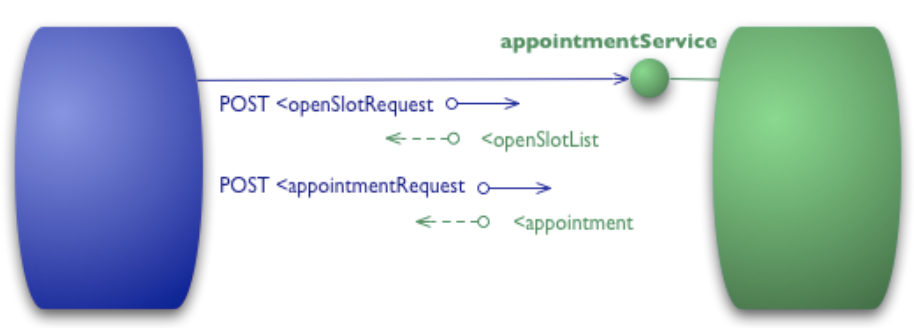 appointmentService
POST <openSlotRequest
<openSlotList
POST <appointmentRequest
<appointment